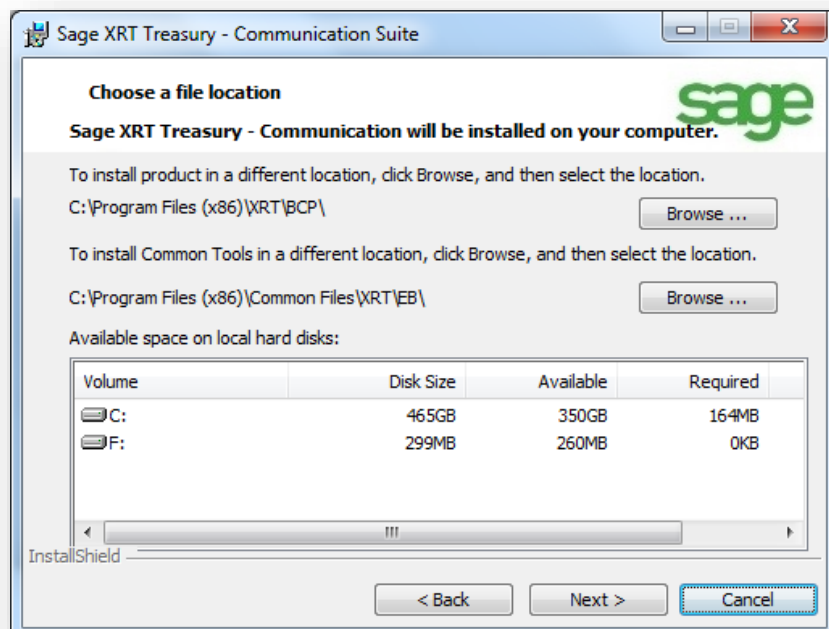 Sage XRT Treasury - Communication Suite
Choose a file location
sage
Sage XRT Treasury - Communication will be installed on your computer.
To install product in a different location, click Browse, and then select the location.
C:\Program Files (x86)\XRT\BCP\
Browse ...
To install Common Tools in a different location, click Browse, and then select the location.
C:\Program Files (x86)\Common Files\XRT\EB\
Browse ...
Available space on local hard disks:
Volume Disk Size Available Required
C: 465GB 350GB 164MB
F: 299MB 260MB 0KB
InstallShield
< Back Next > Cancel